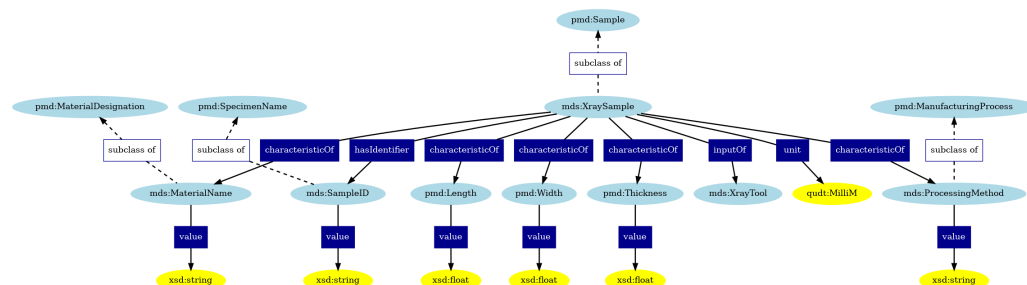 pmd:Sample
subclass of
pmd:MaterialDesignation
pmd:SpecimenName
mds:XraySample
pmd:ManufacturingProcess
subclass of
subclass of
characteristicOf
hasIdentifier
characteristicOf
characteristicOf
characteristicOf
inputOf
unit
characteristicOf
subclass of
mds:MaterialName
mds:SampleID
pmd:Length
pmd:Width
pmd:Thickness
mds:XrayTool
qudt:MilliM
mds:ProcessingMethod
value
value
value
value
value
value
xsd:string
xsd:string
xsd:float
xsd:float
xsd:float
xsd:string